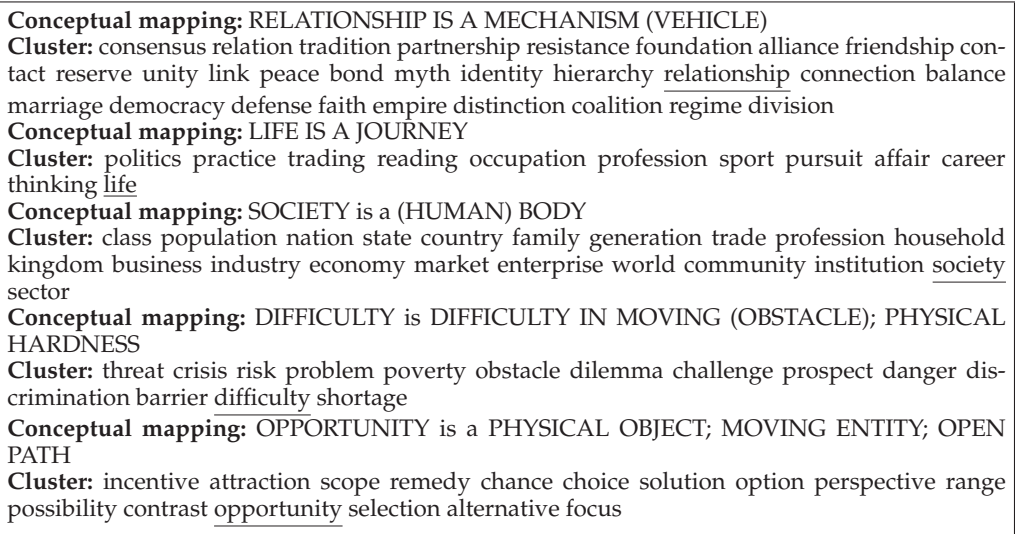 Conceptual mapping: RELATIONSHIP IS A MECHANISM (VEHICLE)
Cluster: consensus relation tradition partnership resistance foundation alliance friendship con-
tact reserve unity link peace bond myth identity hierarchy relationship connection balance
marriage democracy defense faith empire distinction coalition regime division
Conceptual mapping: LIFE IS A JOURNEY
Cluster: politics practice trading reading occupation profession sport pursuit affair career
thinking life
Conceptual mapping: SOCIETY is a (HUMAN) BODY
Cluster: class population nation state country family generation trade profession household
kingdom business industry economy market enterprise world community institution society
sector
Conceptual mapping: DIFFICULTY is DIFFICULTY IN MOVING (OBSTACLE); PHYSICAL
HARDNESS
Cluster: threat crisis risk problem poverty obstacle dilemma challenge prospect danger dis-
crimination barrier difficulty shortage
Conceptual mapping: OPPORTUNITY is a PHYSICAL OBJECT; MOVING ENTITY; OPEN
PATH
Cluster: incentive attraction scope remedy chance choice solution option perspective range
possibility contrast opportunity selection alternative focus